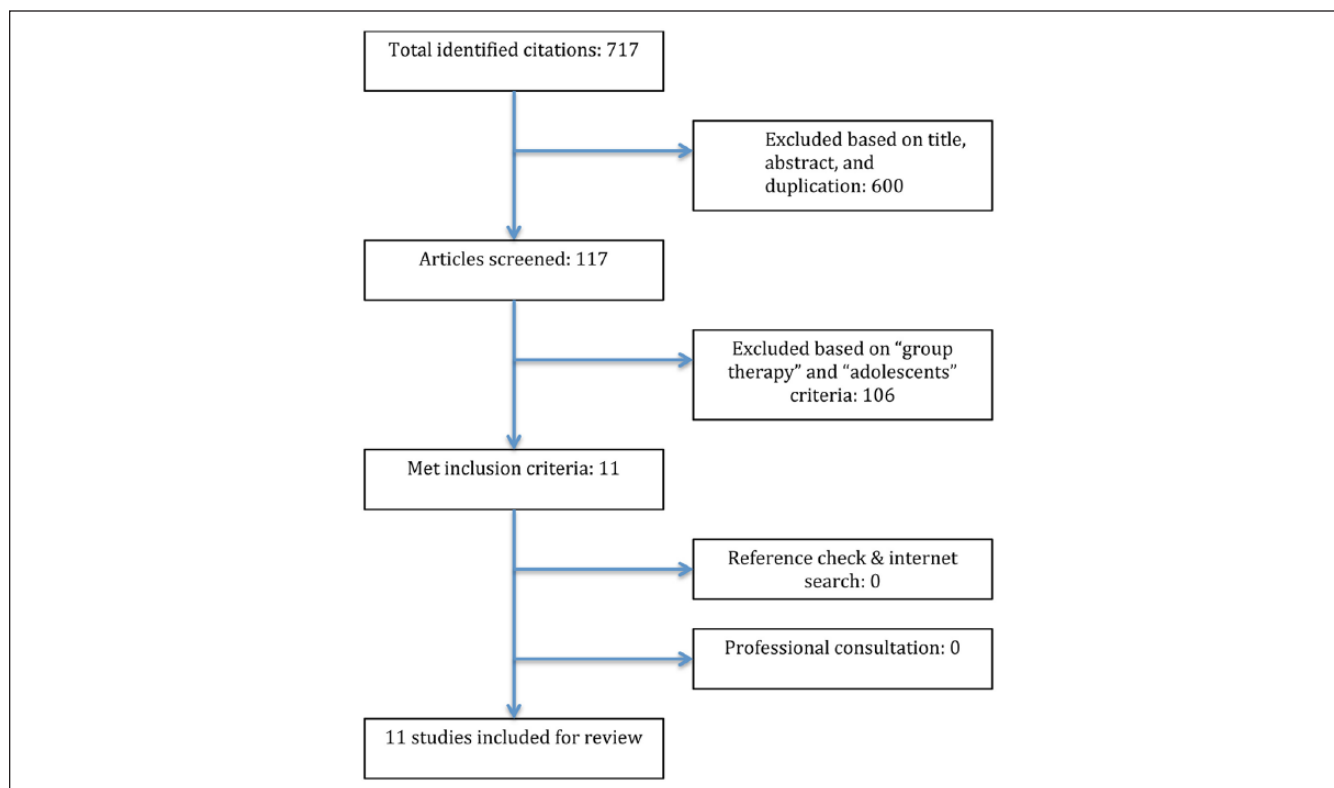 Total identified citations: 717
Excluded based on title,
abstract, and
duplication: 600
Articles screened: 117
Excluded based on “group
therapy” and “adolescents”
criteria: 106
Met inclusion criteria: 11
Reference check & internet
search: 0
Professional consultation: 0
11 studies included for review